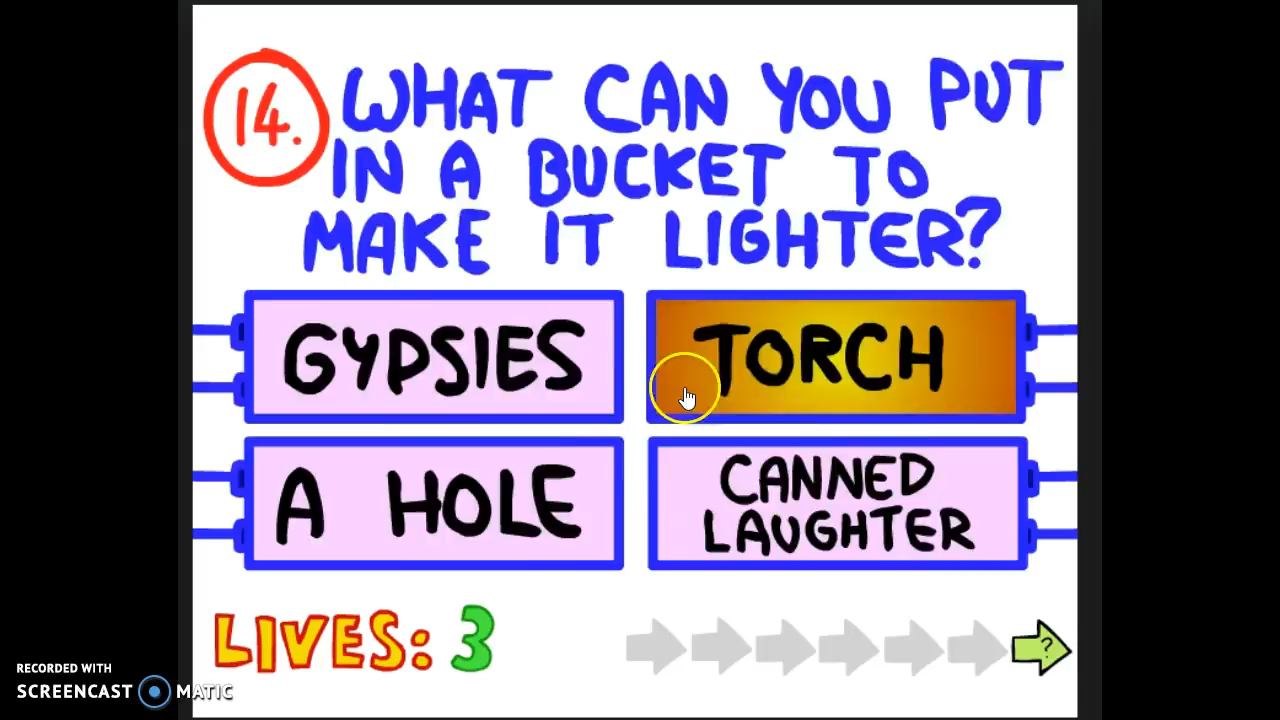 14. WHAT CAN YOU PUT
IN A BUCKET TO
MAKE IT LIGHTER?
GYPSIES
TORCH
A HOLE
CANNED
LAUGHTER
LIVES: 3
?
RECORDED WITH
SCREENCAST MATIC